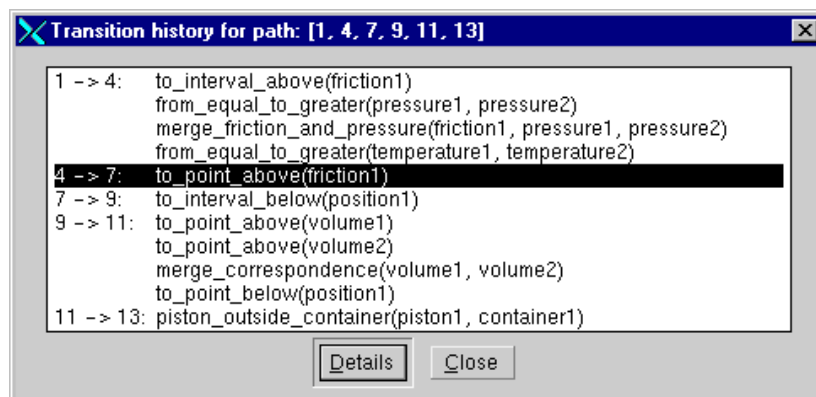 Transition history for path: [1, 4, 7, 9, 11, 13]
1 -> 4: to_interval_above(friction1)
from_equal_to_greater(pressure1, pressure2)
merge_friction_and_pressure(friction1, pressure1, pressure2)
from_equal_to_greater(temperature1, temperature2)
4 -> 7: to_point_above(friction1)
7 -> 9: to_interval_below(position1)
9 -> 11: to_point_above(volume1)
to_point_above(volume2)
merge_correspondence(volume1, volume2)
to_point_below(position1)
11 -> 13: piston_outside_container(piston1, container1)
Details Close